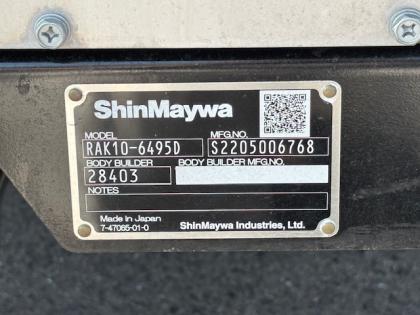 ShinMaywa
MODEL MFG.NO.
RAK10-6495D S2205006768
BODY BUILDER BODY BUILDER MFG.NO.
28403
NOTES
Made in Japan
7-47065-01-0 ShinMaywa Industries, Ltd.